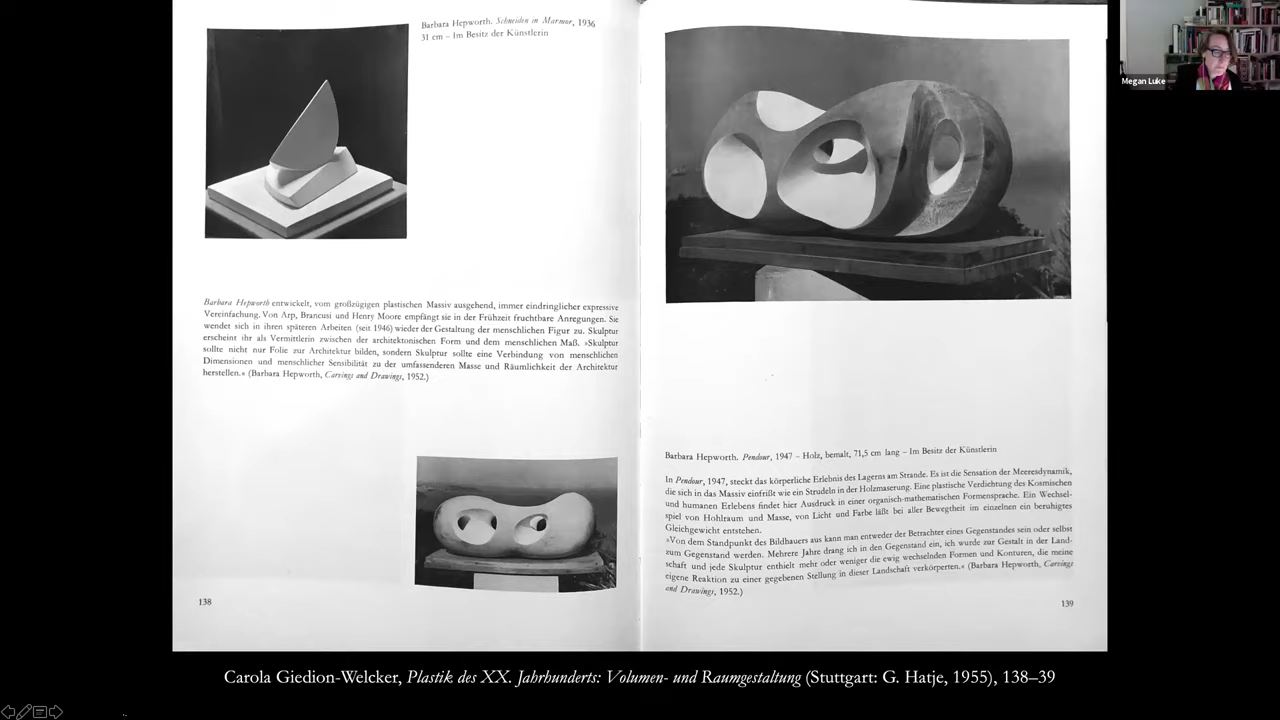 Barbara Hepworth. Schneiden in Marmor, 1936
31 cm – Im Besitz der Künstlerin
Barbara Hepworth entwickelt, vom großzügigen plastischen Massiv ausgehend, immer eindringlicher expressive
Vereinfachung. Von Arp, Brancusi und Henry Moore empfängt sie in der Frühzeit fruchtbare Anregungen. Sie
wendet sich in ihren späteren Arbeiten (seit 1946) wieder der Gestaltung der menschlichen Figur zu. Skulptur
erscheint ihr als Vermittlerin zwischen der architektonischen Form und dem menschlichen Maß. »Skulptur
sollte nicht nur Folie zur Architektur bilden, sondern Skulptur sollte eine Verbindung von menschlichen
Dimensionen und menschlicher Sensibilität zu der umfassenderen Masse und Räumlichkeit der Architektur
herstellen.« (Barbara Hepworth, Carvings and Drawings, 1952.)
138
Barbara Hepworth. Pendour, 1947 – Holz, bemalt, 71,5 cm lang – Im Besitz der Künstlerin
In Pendour, 1947, steckt das körperliche Erlebnis des Lagerns am Strande. Es ist die Sensation der Meeresdynamik,
die sich in das Massiv einfrißt wie ein Strudeln in der Holzmaserung. Eine plastische Verdichtung des Kosmischen
und humanen Erlebens findet hier Ausdruck in einer organisch-mathematischen Formensprache. Ein Wechsel-
spiel von Hohlraum und Masse, von Licht und Farbe läßt bei aller Bewegtheit im einzelnen ein beruhigtes
Gleichgewicht entstehen.
»Von dem Standpunkt des Bildhauers aus kann man entweder der Betrachter eines Gegenstandes sein oder selbst
zum Gegenstand werden. Mehrere Jahre drang ich in den Gegenstand ein, ich wurde zur Gestalt in der Land-
schaft und jede Skulptur enthielt mehr oder weniger die ewig wechselnden Formen und Konturen, die meine
eigene Reaktion zu einer gegebenen Stellung in dieser Landschaft verkörperten.« (Barbara Hepworth, Carvings
and Drawings, 1952.)
139
Carola Giedion-Welcker, Plastik des XX. Jahrhunderts: Volumen- und Raumgestaltung (Stuttgart: G. Hatje, 1955), 138–39
Megan Luke